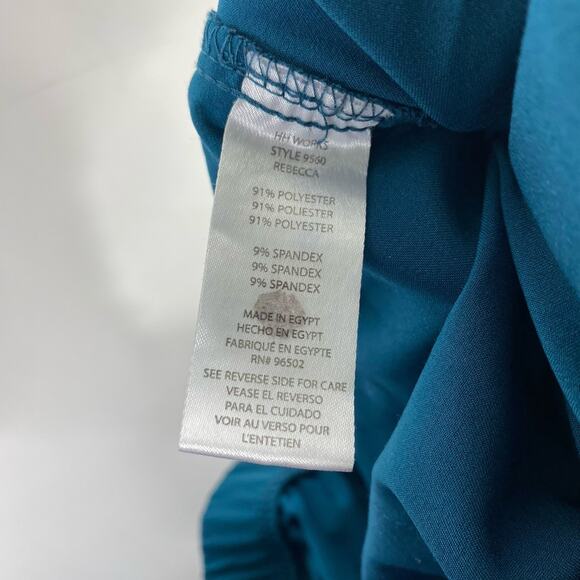 HH WORKS
STYLE 9560
REBECCA
91% POLYESTER
91% POLIESTER
91% POLYESTER
9% SPANDEX
9% SPANDEX
9% SPANDEX
MADE IN EGYPT
HECHO EN EGYPT
FABRIQUÉ EN EGYPTE
RN# 96502
SEE REVERSE SIDE FOR CARE
VEASE EL REVERSO
PARA EL CUIDADO
VOIR AU VERSO POUR
L'ENTETIEN